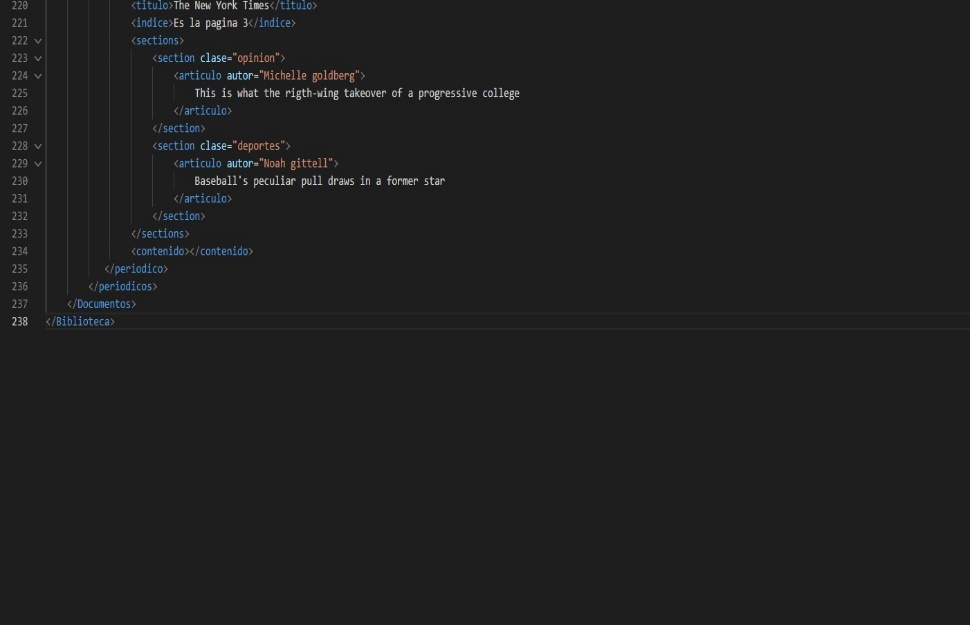 220 <titulo>The New York Times</titulo>
221 <indice>Es la pagina 3</indice>
222 <sections>
223 <section clase="opinion">
224 <articulo autor="Michelle goldberg">
225 This is what the rigth-wing takeover of a progressive college
226 </articulo>
227 </section>
228 <section clase="deportes">
229 <articulo autor="Noah gittell">
230 Baseball's peculiar pull draws in a former star
231 </articulo>
232 </section>
233 </sections>
234 <contenido></contenido>
235 </periodico>
236 </periodicos>
237 </Documentos>
238 </Biblioteca>